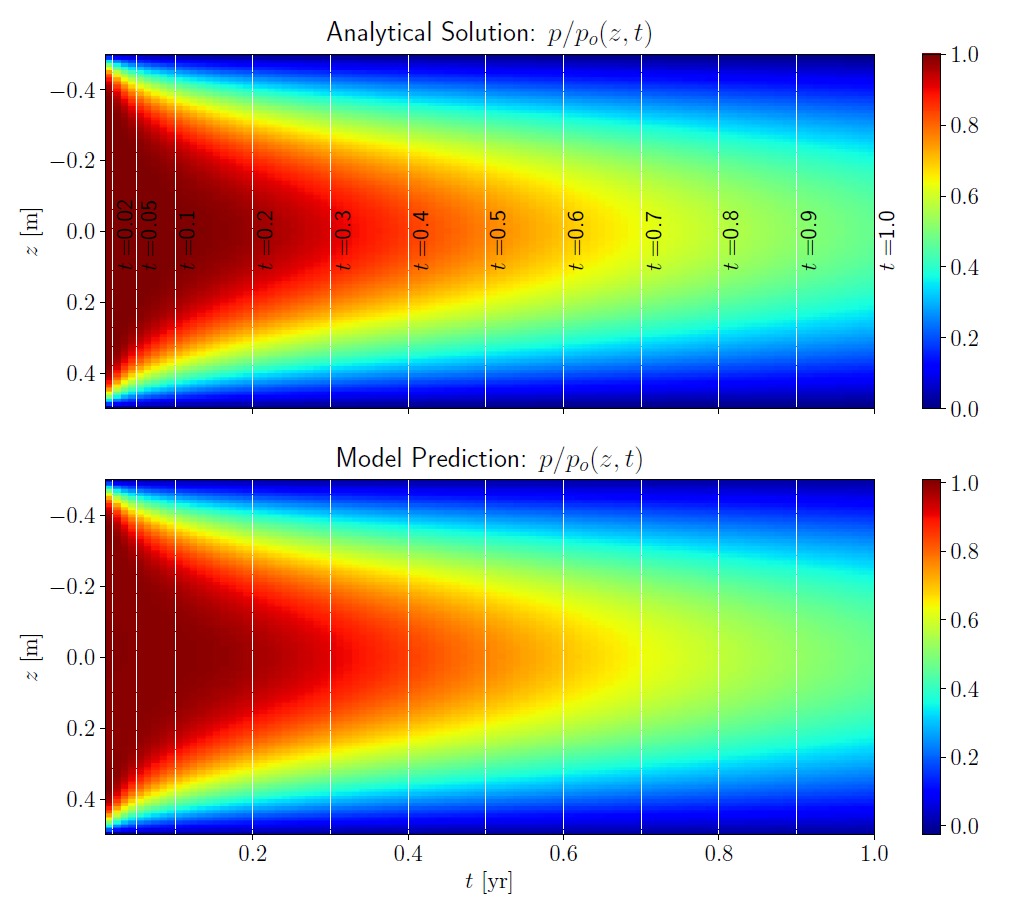 Analytical Solution: p/p_o(z, t)
z [m]
−0.4
−0.2
0.0
0.2
0.4
t =0.02
t =0.05
t =0.1
t =0.2
t =0.3
t =0.4
t =0.5
t =0.6
t =0.7
t =0.8
t =0.9
t =1.0
1.0
0.8
0.6
0.4
0.2
0.0
Model Prediction: p/p_o(z, t)
z [m]
−0.4
−0.2
0.0
0.2
0.4
1.0
0.8
0.6
0.4
0.2
0.0
0.2 0.4 0.6 0.8 1.0
t [yr]